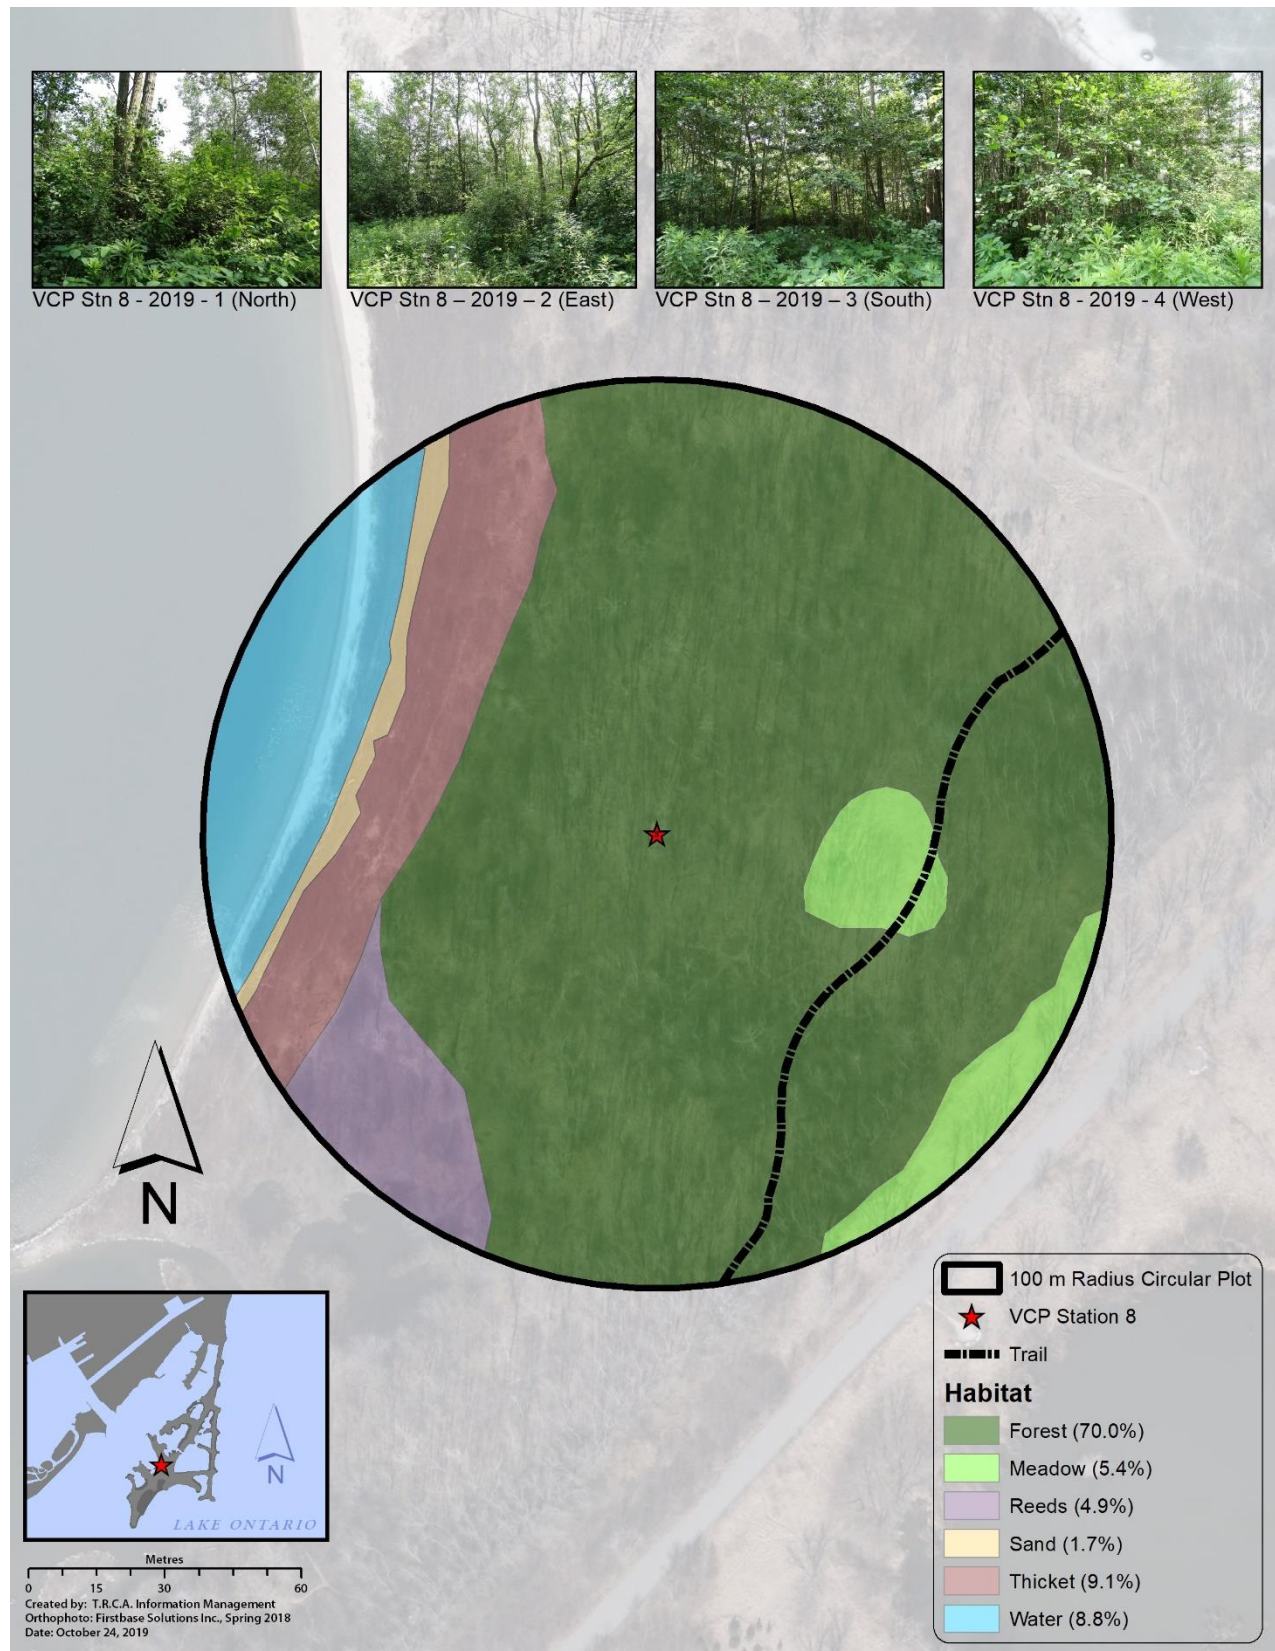 VCP Stn 8 - 2019 - 1 (North)
VCP Stn 8 – 2019 – 2 (East)
VCP Stn 8 – 2019 – 3 (South)
VCP Stn 8 - 2019 - 4 (West)
N
N
LAKE ONTARIO
Metres
0 15 30 60
Created by: T.R.C.A. Information Management
Orthophoto: Firstbase Solutions Inc., Spring 2018
Date: October 24, 2019
100 m Radius Circular Plot
VCP Station 8
Trail
Habitat
Forest (70.0%)
Meadow (5.4%)
Reeds (4.9%)
Sand (1.7%)
Thicket (9.1%)
Water (8.8%)